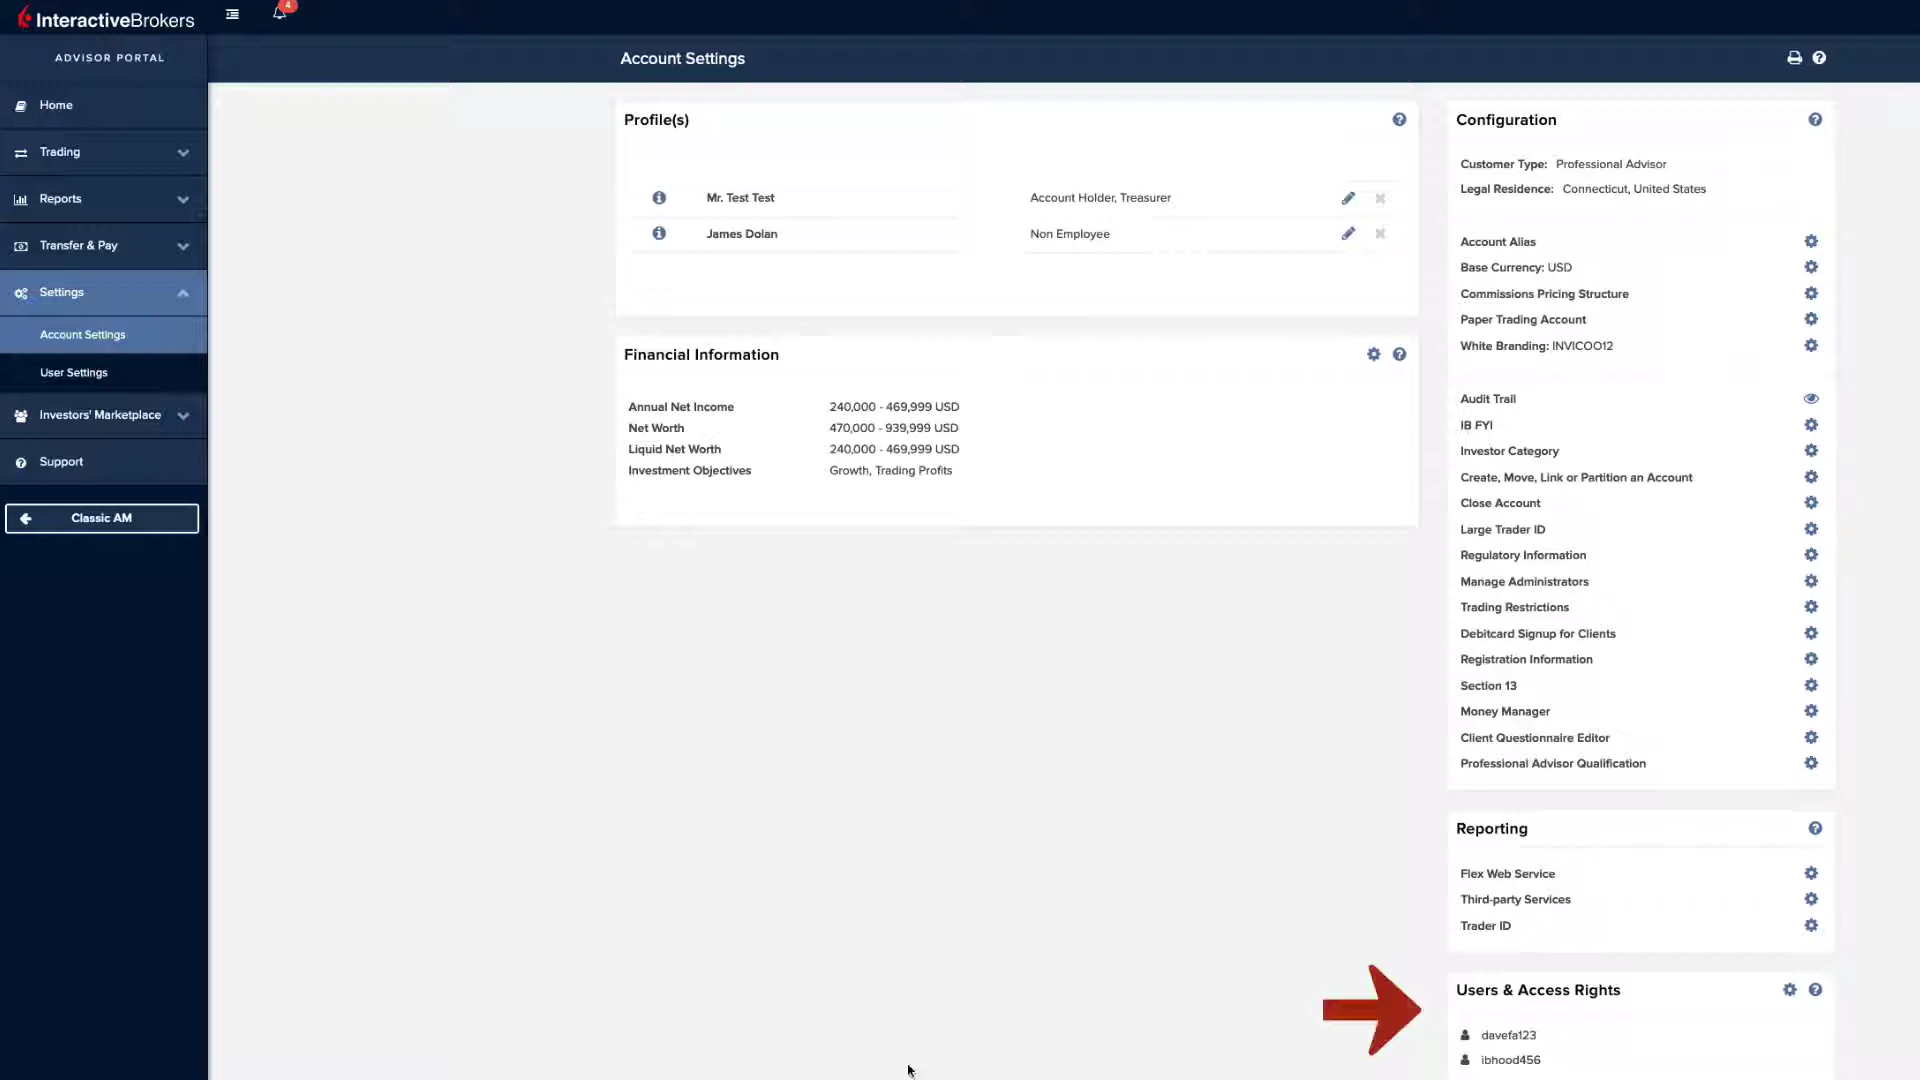 InteractiveBrokers
4
ADVISOR PORTAL
Account Settings
Home
Trading
Reports
Transfer & Pay
Settings
Account Settings
User Settings
Investors' Marketplace
Support
Classic AM
Profile(s)
Mr. Test Test Account Holder, Treasurer
James Dolan Non Employee
Financial Information
Annual Net Income 240,000 - 469,999 USD
Net Worth 470,000 - 939,999 USD
Liquid Net Worth 240,000 - 469,999 USD
Investment Objectives Growth, Trading Profits
Configuration
Customer Type: Professional Advisor
Legal Residence: Connecticut, United States
Account Alias
Base Currency: USD
Commissions Pricing Structure
Paper Trading Account
White Branding: INVICOO12
Audit Trail
IB FYI
Investor Category
Create, Move, Link or Partition an Account
Close Account
Large Trader ID
Regulatory Information
Manage Administrators
Trading Restrictions
Debitcard Signup for Clients
Registration Information
Section 13
Money Manager
Client Questionnaire Editor
Professional Advisor Qualification
Reporting
Flex Web Service
Third-party Services
Trader ID
Users & Access Rights
davefa123
ibhood456